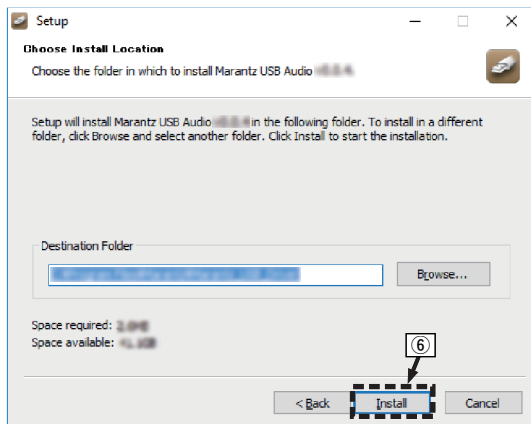 Setup
Choose Install Location
Choose the folder in which to install Marantz USB Audio
Setup will install Marantz USB Audio in the following folder. To install in a different
folder, click Browse and select another folder. Click Install to start the installation.
Destination Folder
Browse...
Space required:
Space available:
⑥
< Back Install Cancel